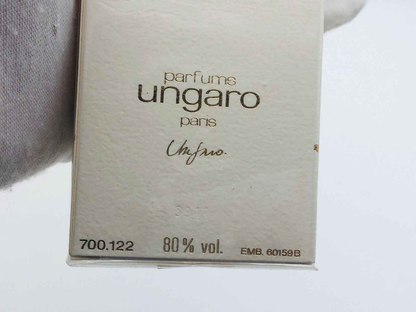 parfums
ungaro
paris
Ungaro.
700.122 80% vol. EMB. 60159B